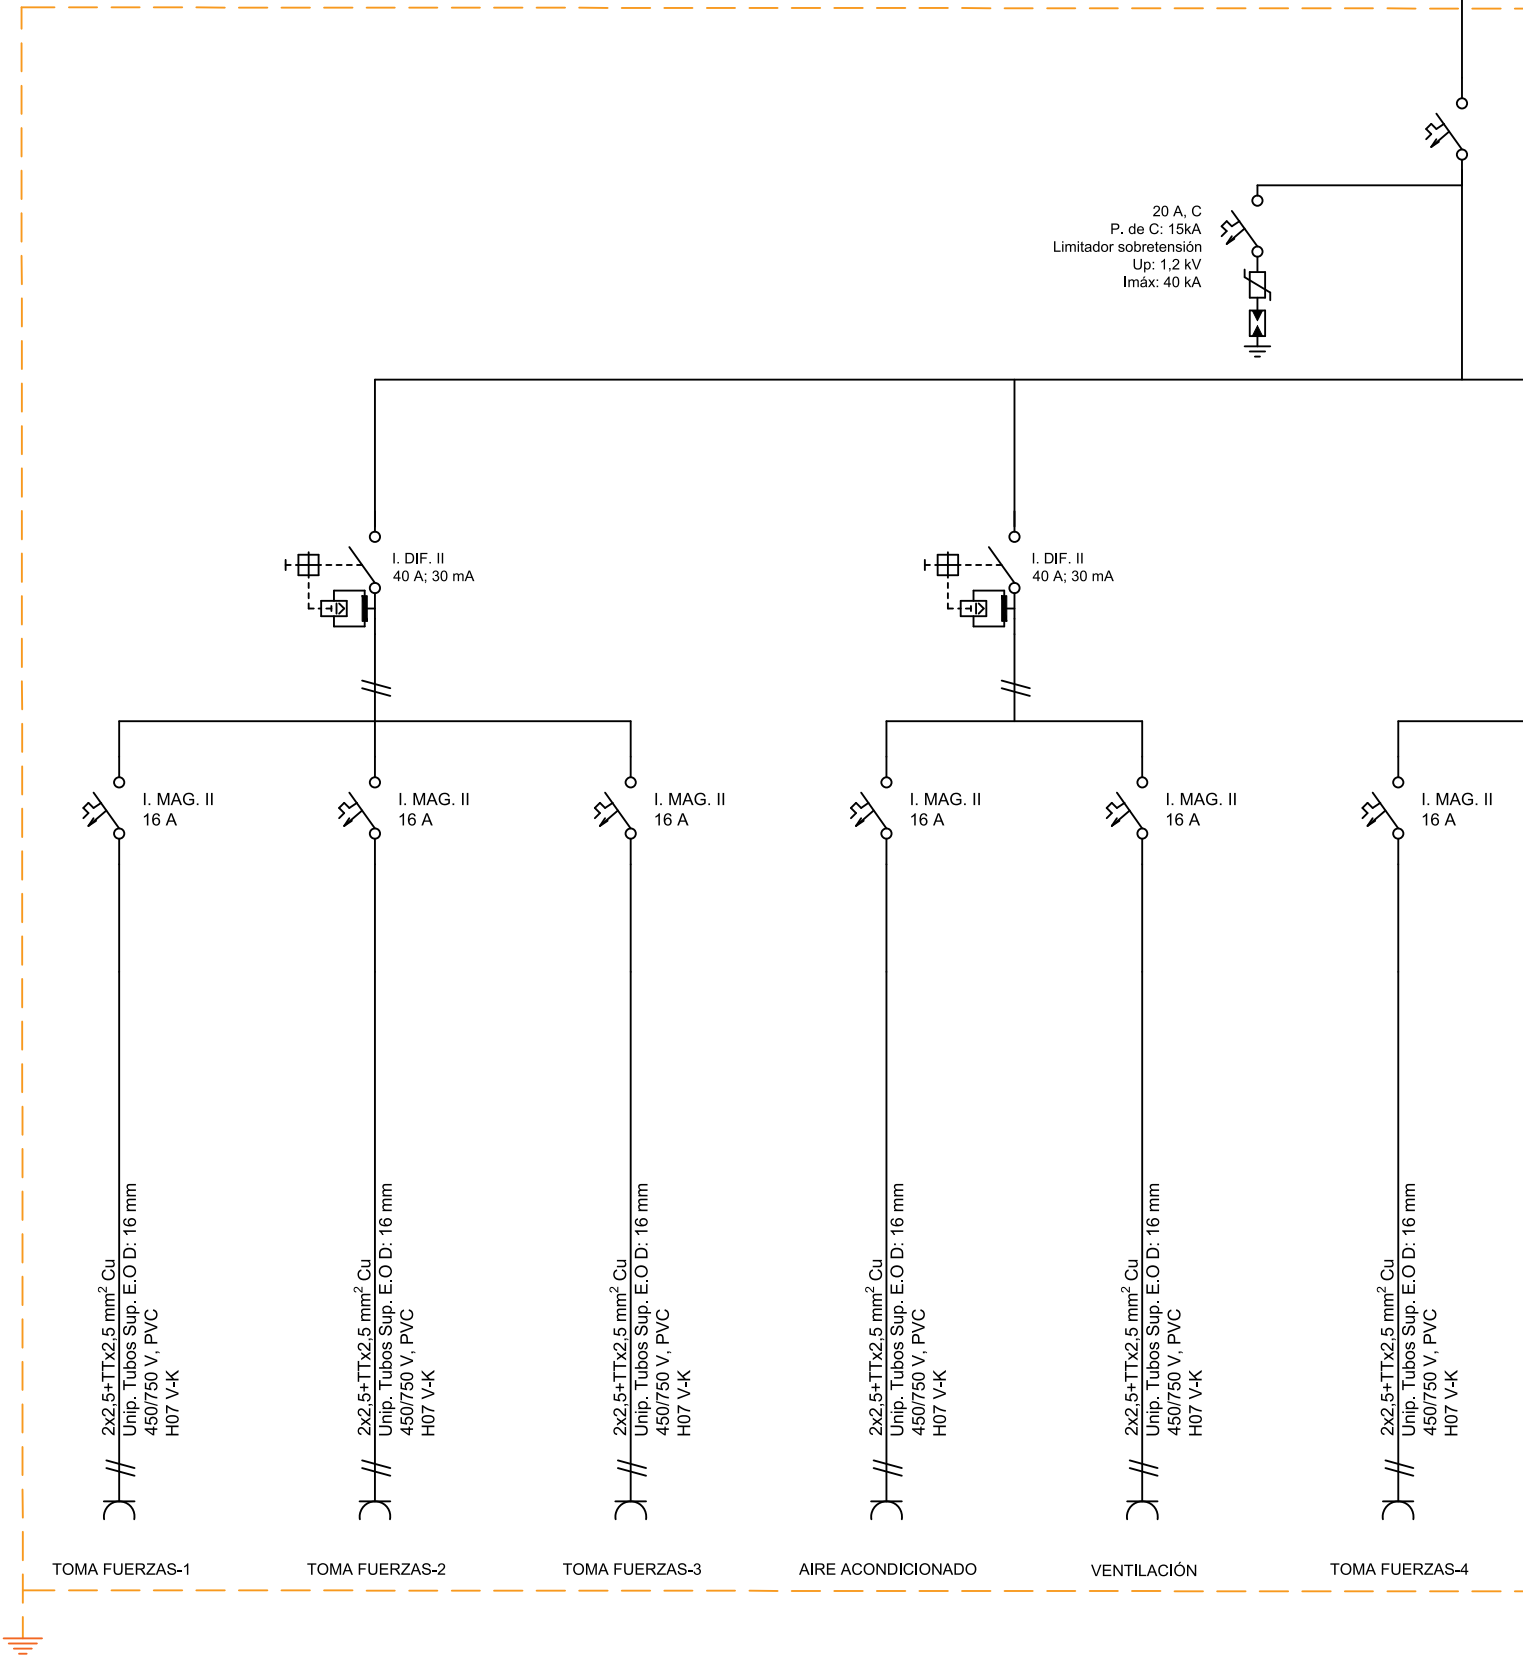 20 A, C
P. de C: 15kA
Limitador sobretensión
Up: 1,2 kV
Imáx: 40 kA
I. DIF. II
40 A; 30 mA
I. DIF. II
40 A; 30 mA
I. MAG. II
16 A
I. MAG. II
16 A
I. MAG. II
16 A
I. MAG. II
16 A
I. MAG. II
16 A
I. MAG. II
16 A
2x2,5+TTx2,5 mm² Cu
Unip. Tubos Sup. E.O D: 16 mm
450/750 V, PVC
H07 V-K
2x2,5+TTx2,5 mm² Cu
Unip. Tubos Sup. E.O D: 16 mm
450/750 V, PVC
H07 V-K
2x2,5+TTx2,5 mm² Cu
Unip. Tubos Sup. E.O D: 16 mm
450/750 V, PVC
H07 V-K
2x2,5+TTx2,5 mm² Cu
Unip. Tubos Sup. E.O D: 16 mm
450/750 V, PVC
H07 V-K
2x2,5+TTx2,5 mm² Cu
Unip. Tubos Sup. E.O D: 16 mm
450/750 V, PVC
H07 V-K
2x2,5+TTx2,5 mm² Cu
Unip. Tubos Sup. E.O D: 16 mm
450/750 V, PVC
H07 V-K
TOMA FUERZAS-1
TOMA FUERZAS-2
TOMA FUERZAS-3
AIRE ACONDICIONADO
VENTILACIÓN
TOMA FUERZAS-4